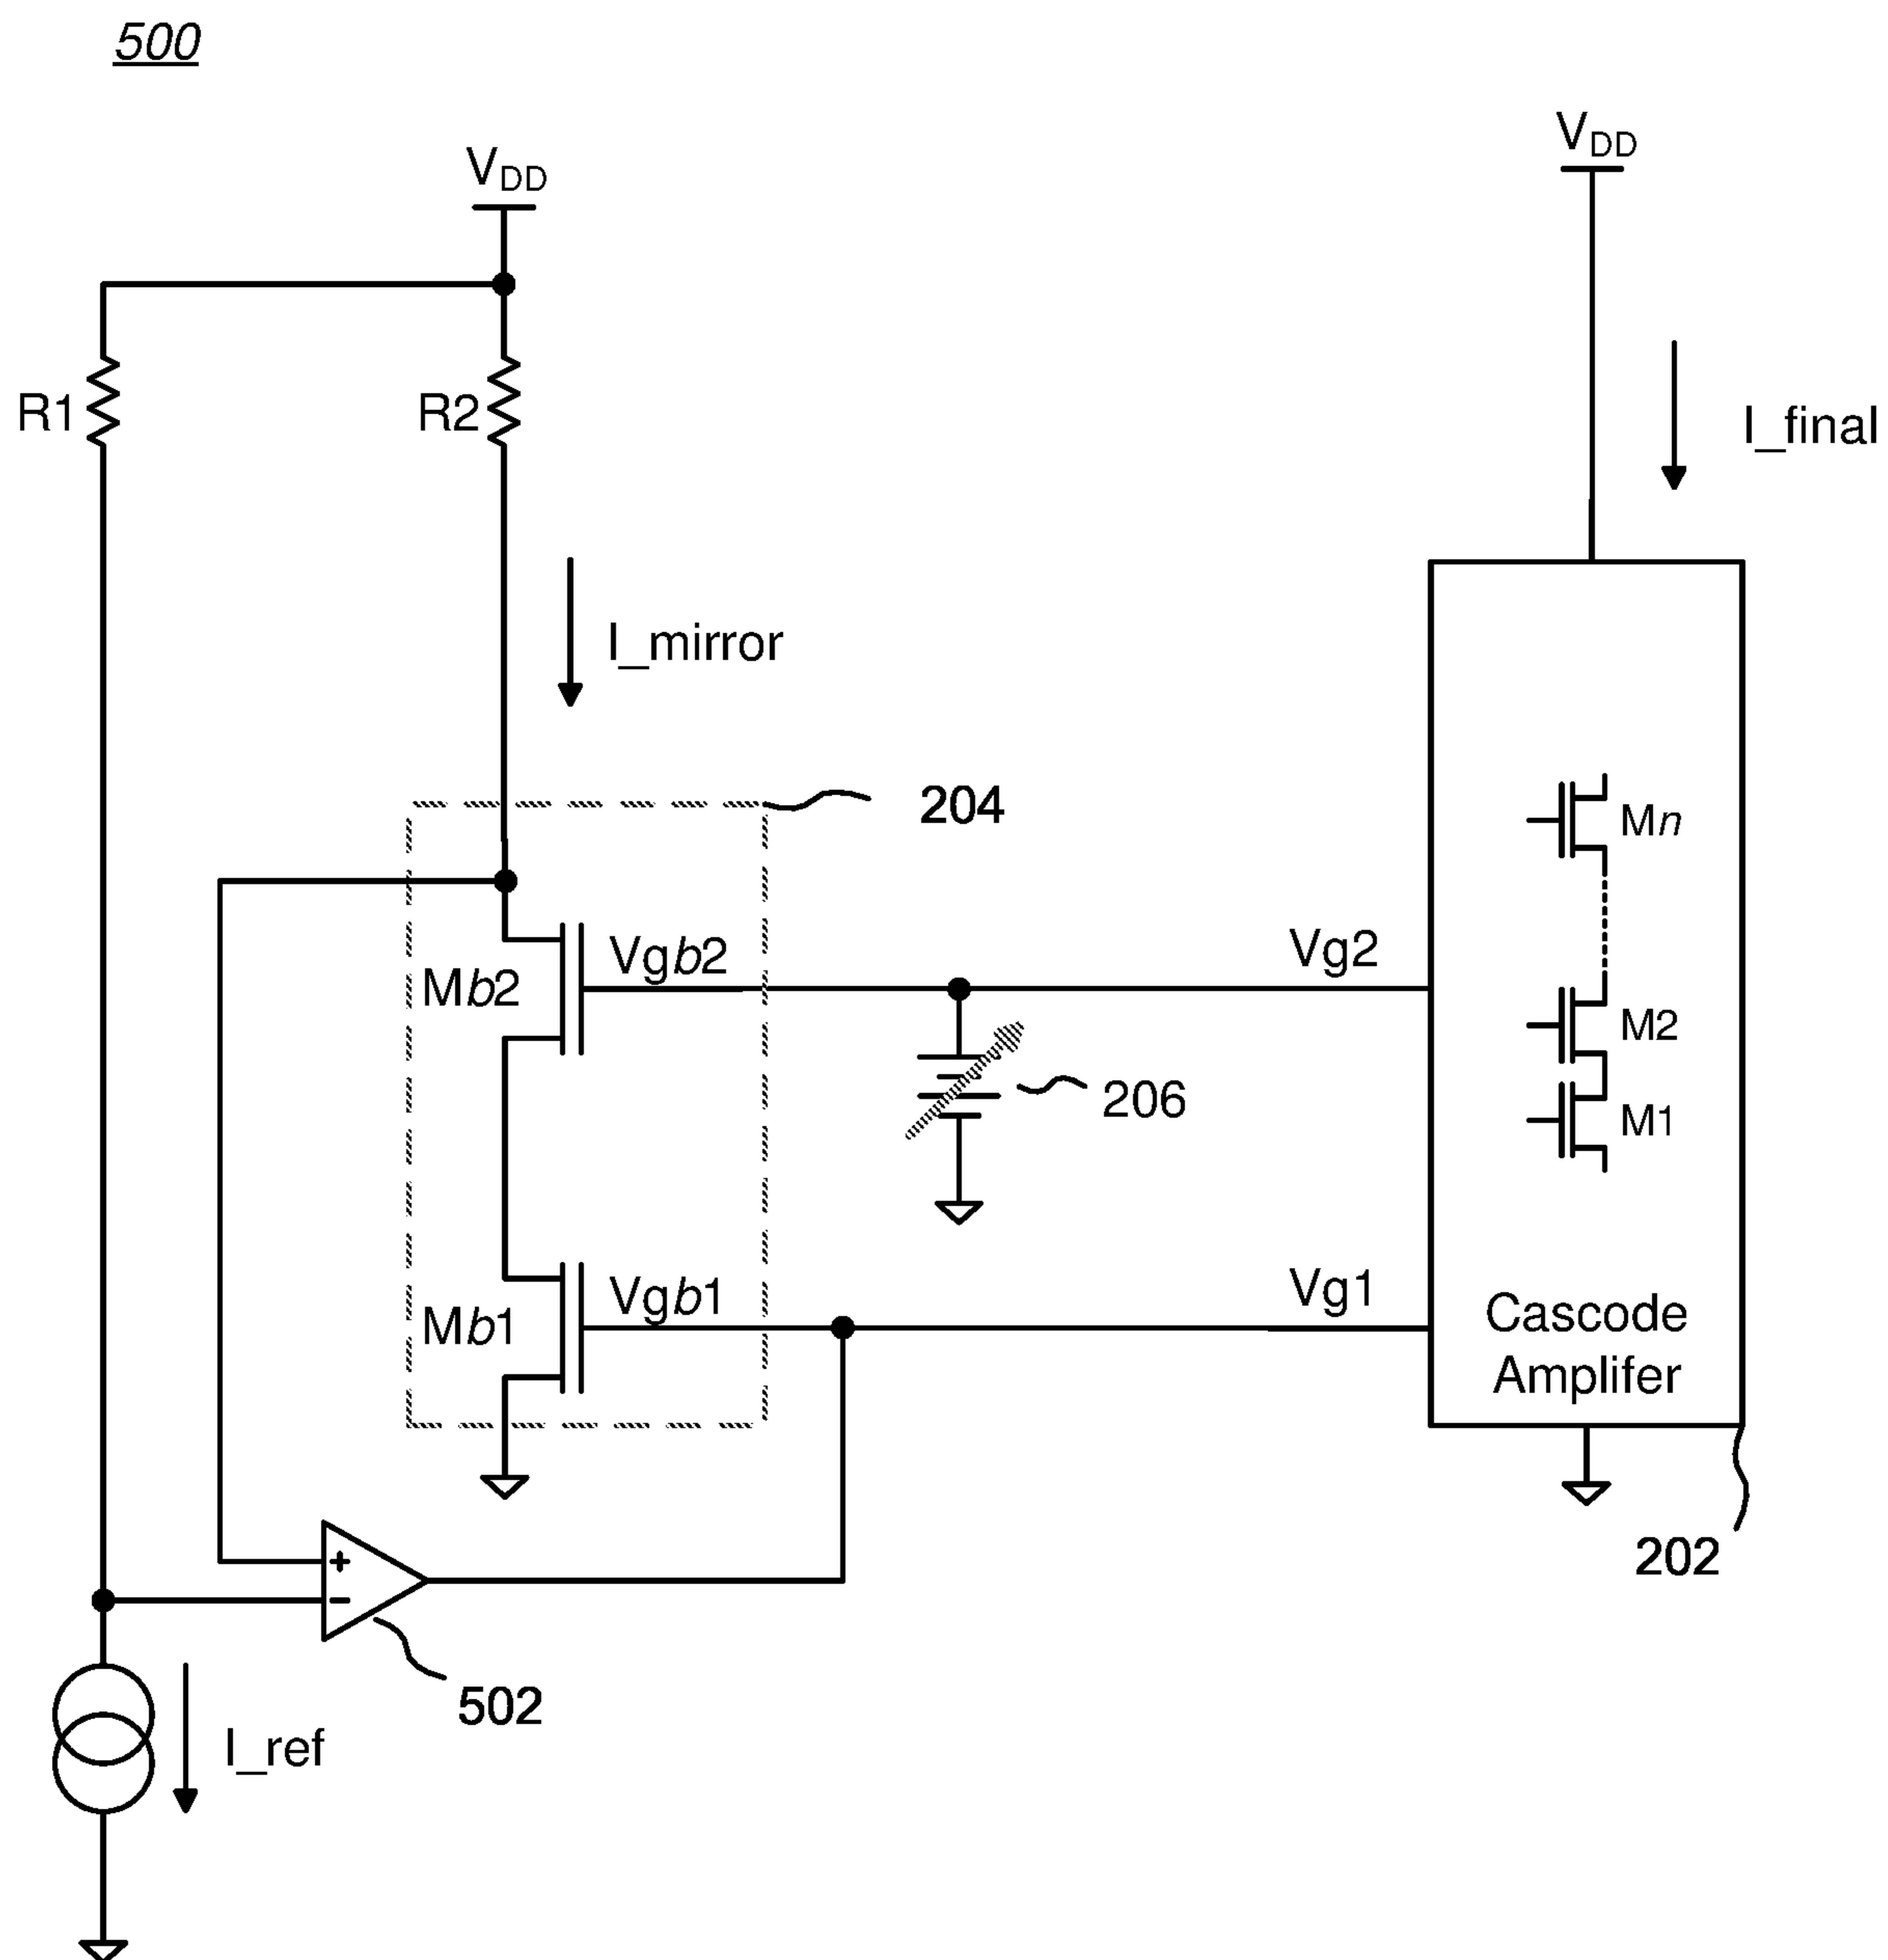 500
VDD
VDD
R1
R2
I_final
I_mirror
204
Mn
Vgb2
Vg2
Mb2
M2
206
M1
Vgb1
Vg1
Mb1
Cascode
Amplifer
+
-
202
502
I_ref